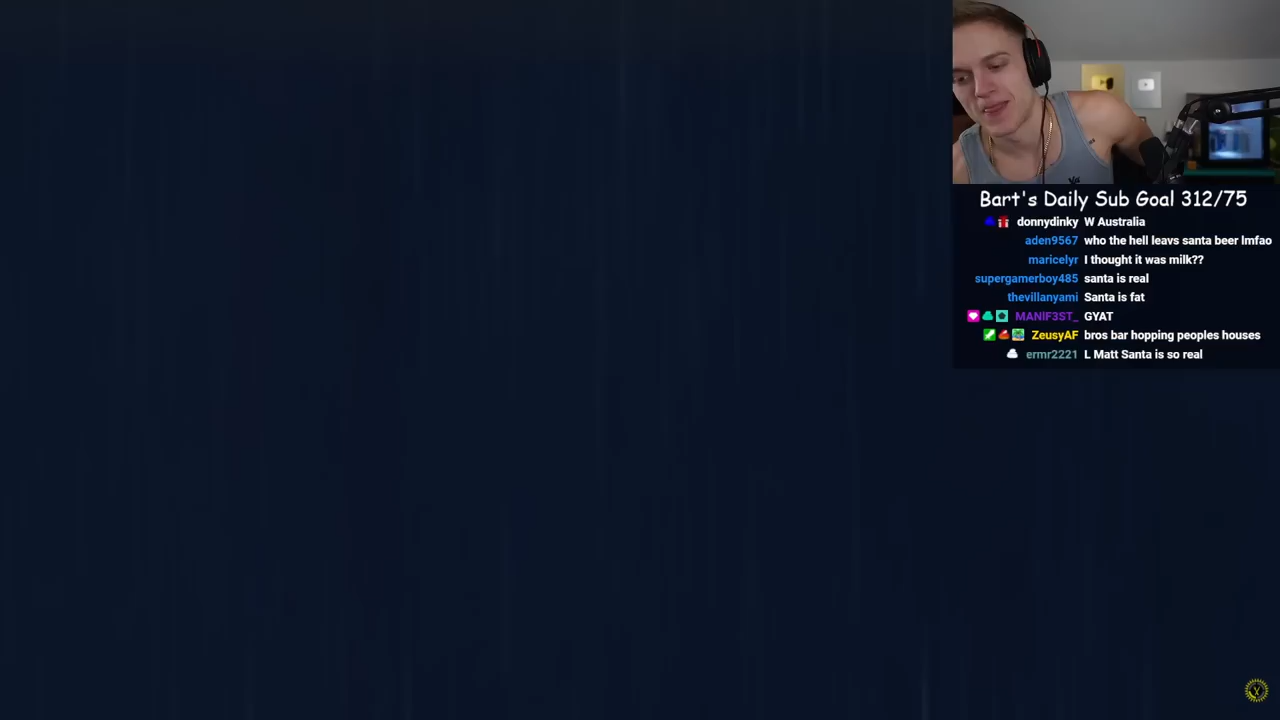 Bart's Daily Sub Goal 312/75
donnydinky W Australia
aden9567 who the hell leavs santa beer lmfao
maricelyr I thought it was milk??
supergamerboy485 santa is real
thevillanyami Santa is fat
MANiF3ST_ GYAT
ZeusyAF bros bar hopping peoples houses
ermr2221 L Matt Santa is so real